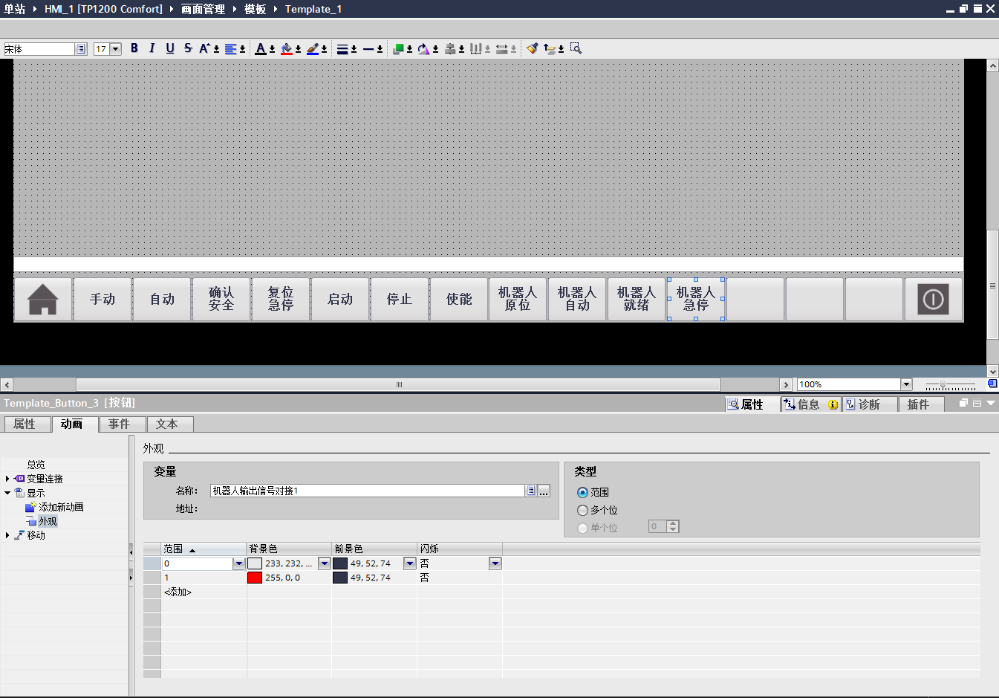 单站 HMI_1 [TP1200 Comfort] 画面管理 模板 Template_1
宋体 17 B I U S A A
手动
自动
确认
安全
复位
急停
启动
停止
使能
机器人
原位
机器人
自动
机器人
就绪
机器人
急停
100%
Template_Button_3 [按钮]
属性 信息 诊断 插件
属性 动画 事件 文本
总览
变量连接
显示
添加新动画
外观
移动
外观
变量
名称: 机器人输出信号对接1 ...
地址:
类型
范围
多个位
单个位 0
范围 背景色 前景色 闪烁
0 233, 232, ... 49, 52, 74 否
1 255, 0, 0 49, 52, 74 否
<添加>